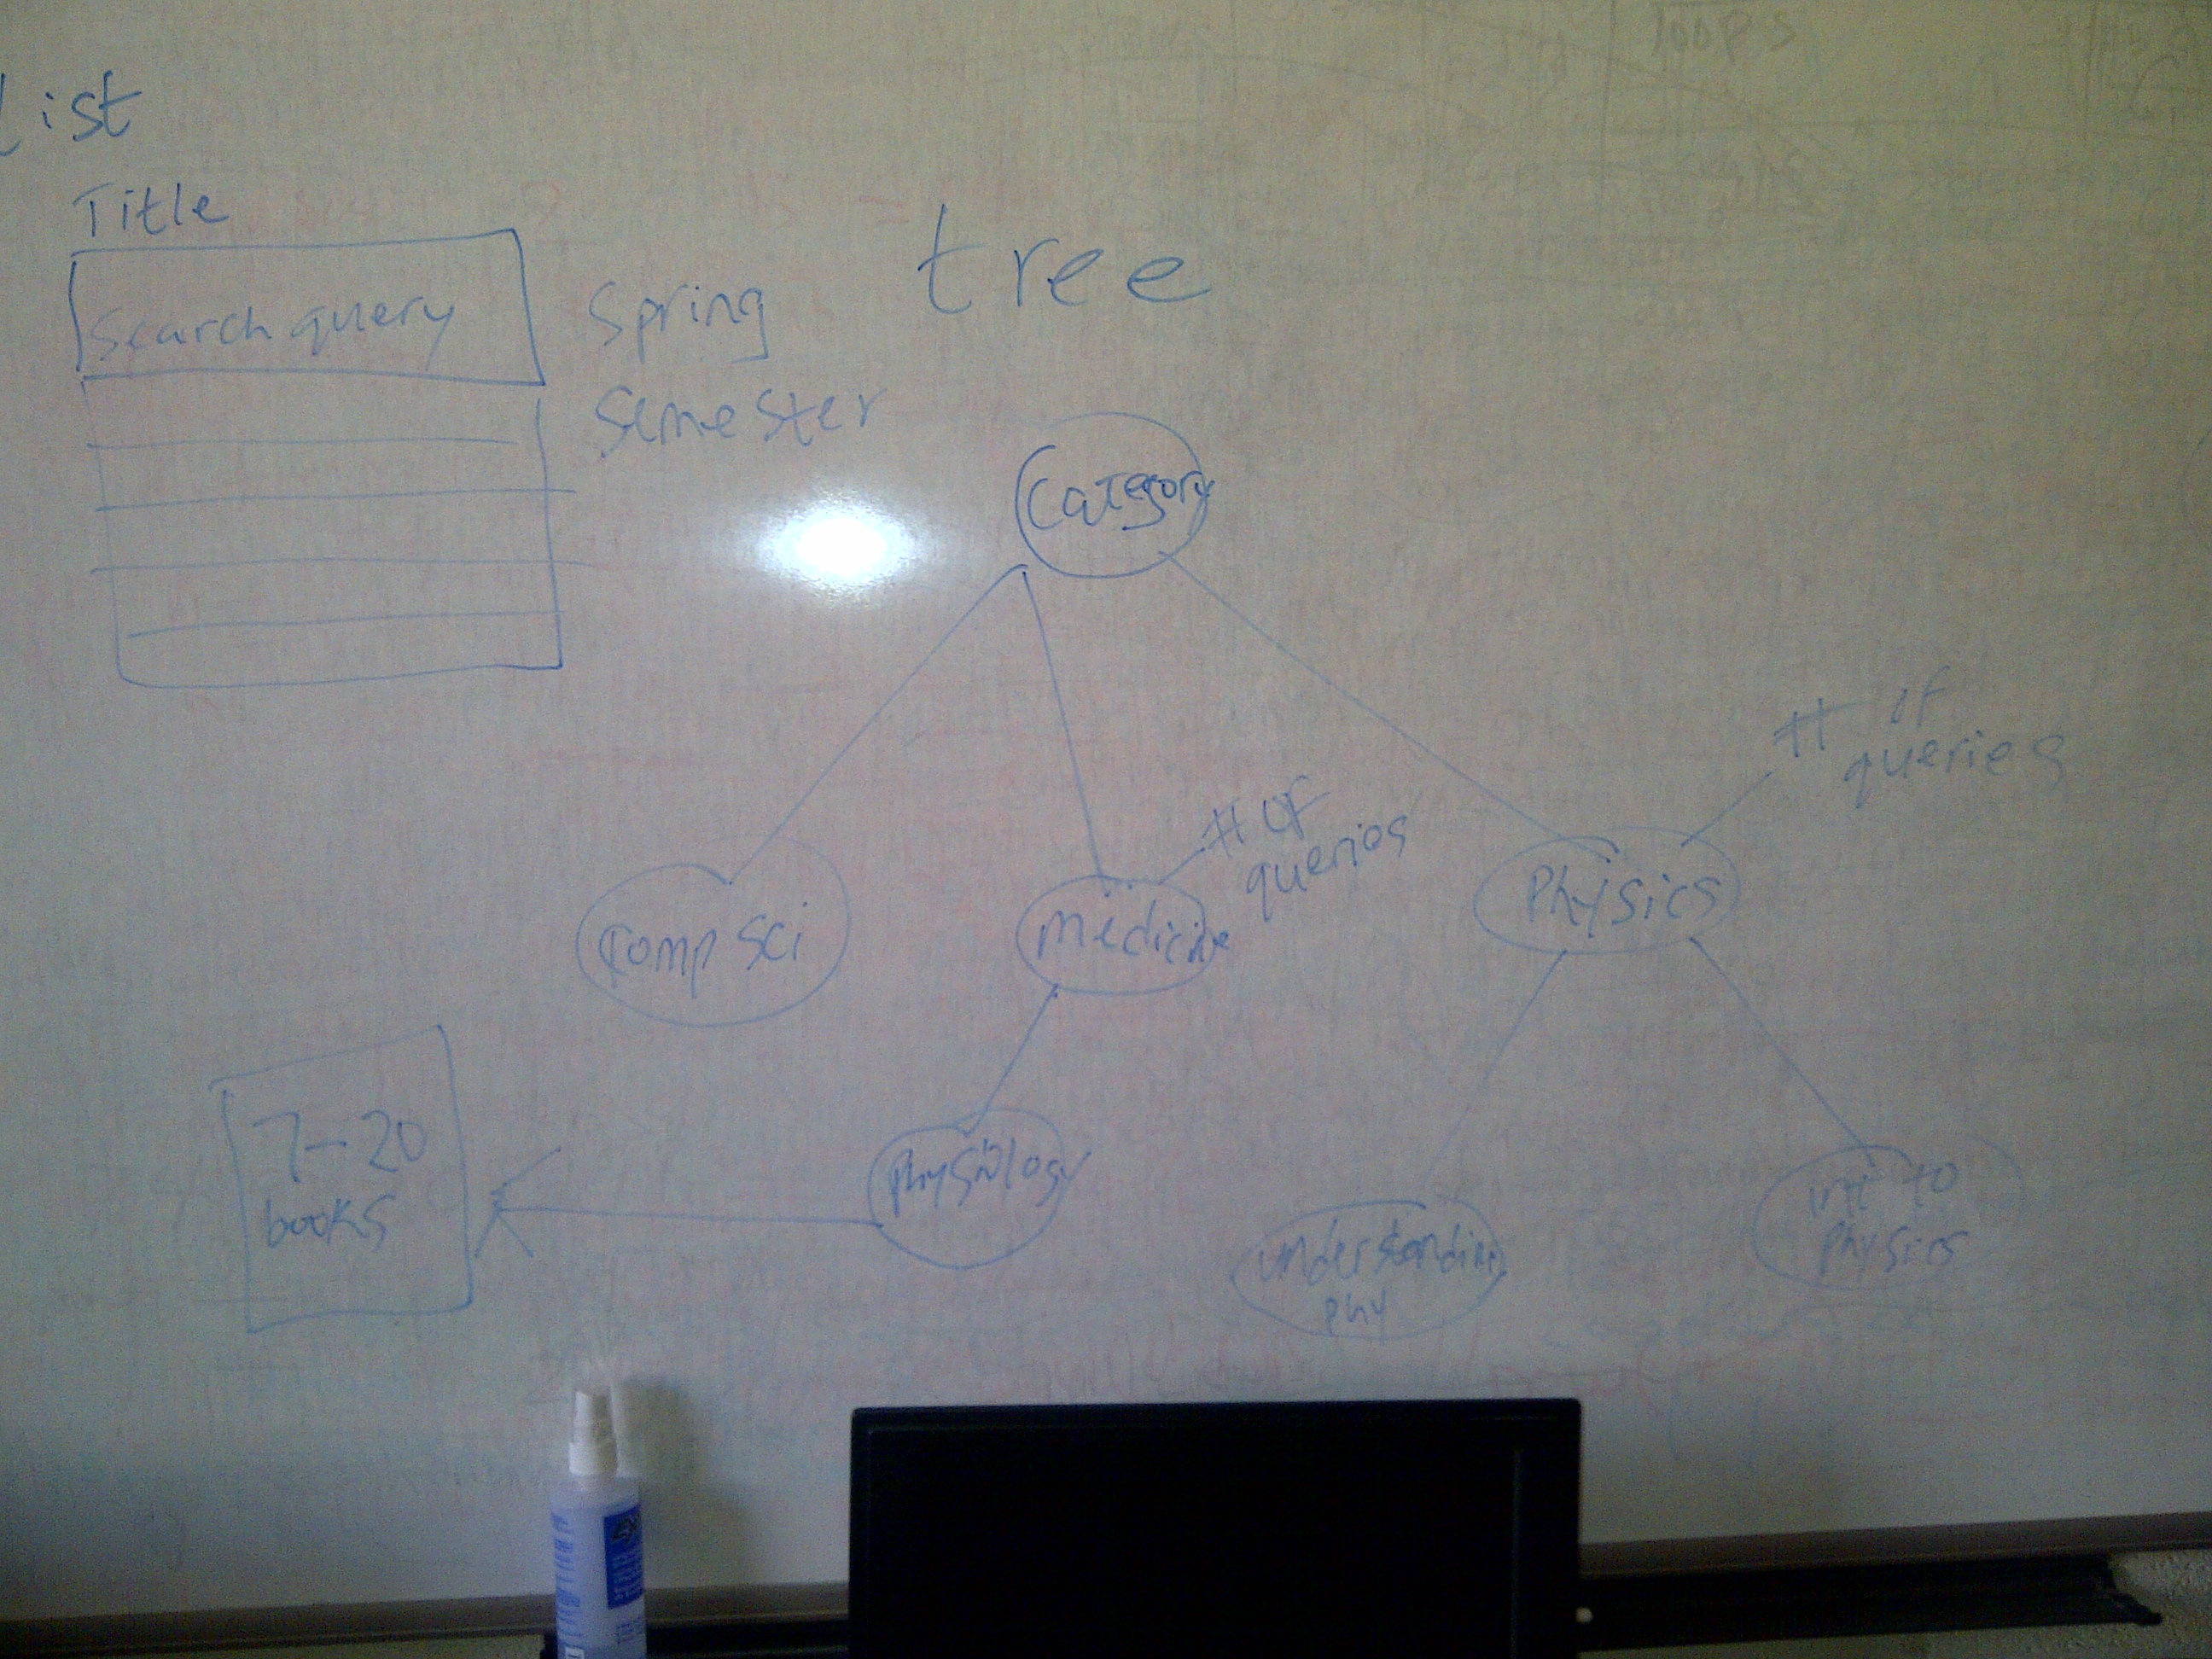 List
Title
Search query
Spring
Semester
tree
Category
# of
queries
# of
queries
Comp Sci
Medicine
Physics
7-20
books
Physiology
understanding
phy
to
Physics
loops